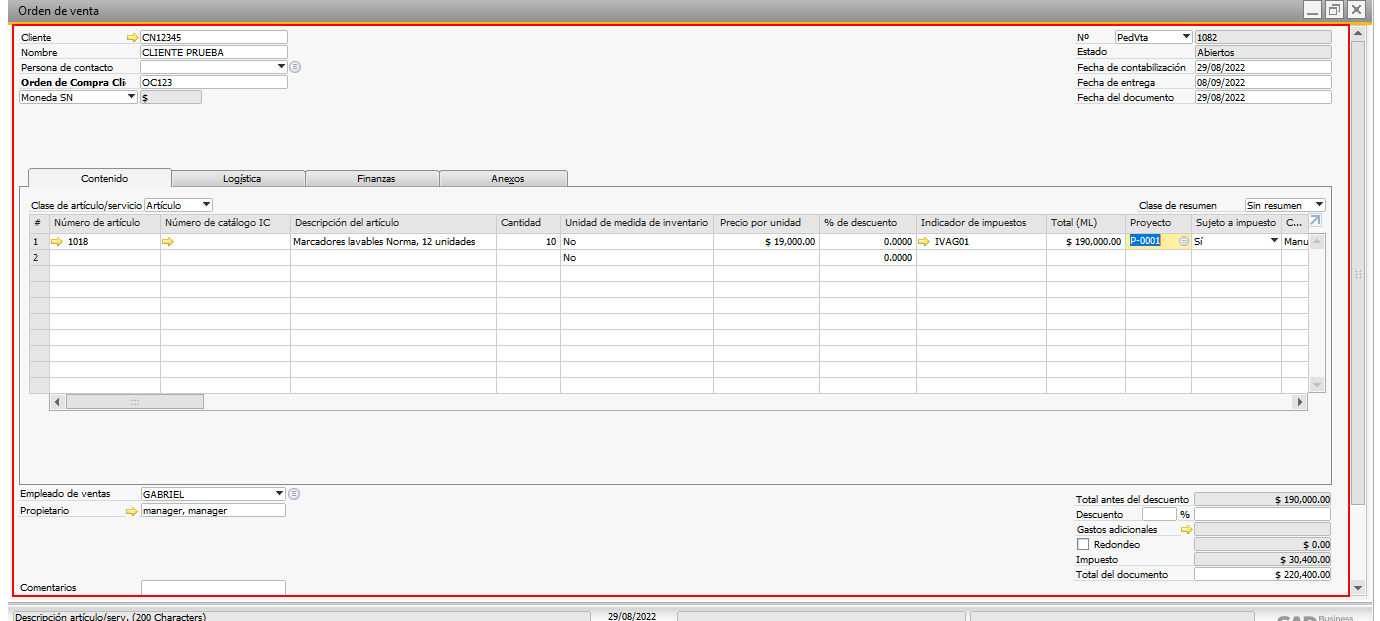 Orden de venta
Cliente CN12345
Nombre CLIENTE PRUEBA
Persona de contacto
Orden de Compra Cli OC123
Moneda SN $
Nº PedVta 1082
Estado Abiertos
Fecha de contabilización 29/08/2022
Fecha de entrega 08/09/2022
Fecha del documento 29/08/2022
Contenido Logística Finanzas Anexos
Clase de artículo/servicio Artículo Clase de resumen Sin resumen
# Número de artículo Número de catálogo IC Descripción del artículo Cantidad Unidad de medida de inventario Precio por unidad % de descuento Indicador de impuestos Total (ML) Proyecto Sujeto a impuesto C...
1 1018 Marcadores lavables Norma, 12 unidades 10 No $ 19,000.00 0.0000 IVAG01 $ 190,000.00 P-0001 Sí Manu
2 No 0.0000
Empleado de ventas GABRIEL
Propietario manager, manager
Comentarios
Total antes del descuento $ 190,000.00
Descuento %
Gastos adicionales
Redondeo $ 0.00
Impuesto $ 30,400.00
Total del documento $ 220,400.00
Descripción artículo/serv. (200 Characters) 29/08/2022
SAP Business